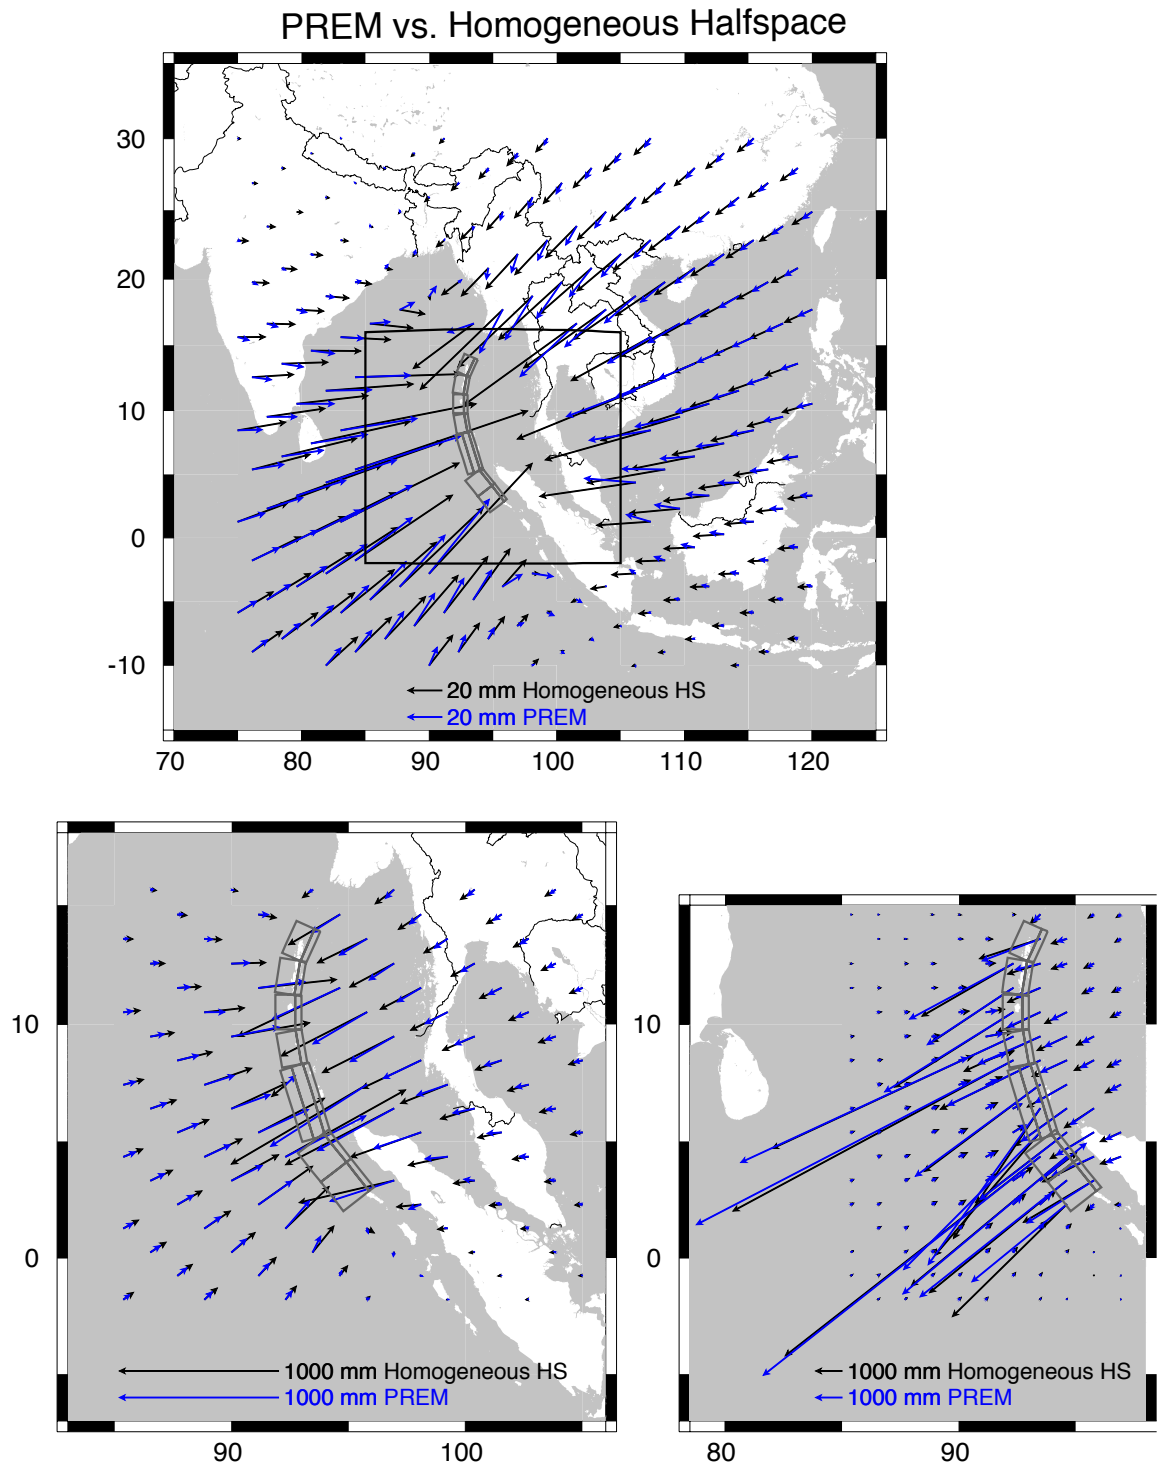 PREM vs. Homogeneous Halfspace
30
20
10
0
-10
20 mm Homogeneous HS
20 mm PREM
70 80 90 100 110 120
10
0
1000 mm Homogeneous HS
1000 mm PREM
90 100
10
0
1000 mm Homogeneous HS
1000 mm PREM
80 90